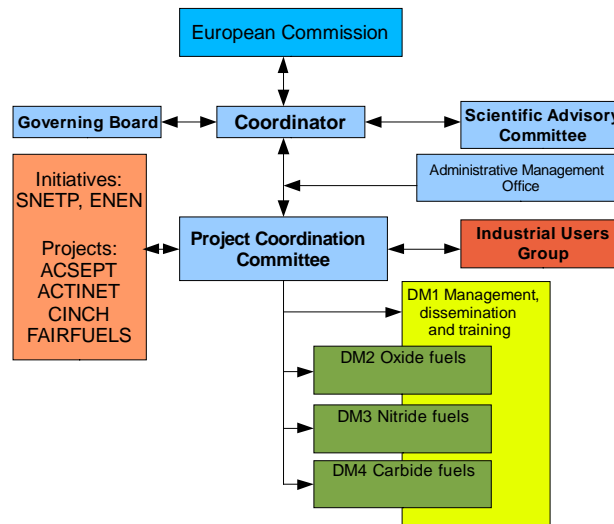 European Commission
Governing Board
Coordinator
Scientific Advisory
Committee
Administrative Management
Office
Initiatives:
SNETP, ENEN
Projects:
ACSEPT
ACTINET
CINCH
FAIRFUELS
Project Coordination
Committee
Industrial Users
Group
DM1 Management,
dissemination
and training
DM2 Oxide fuels
DM3 Nitride fuels
DM4 Carbide fuels